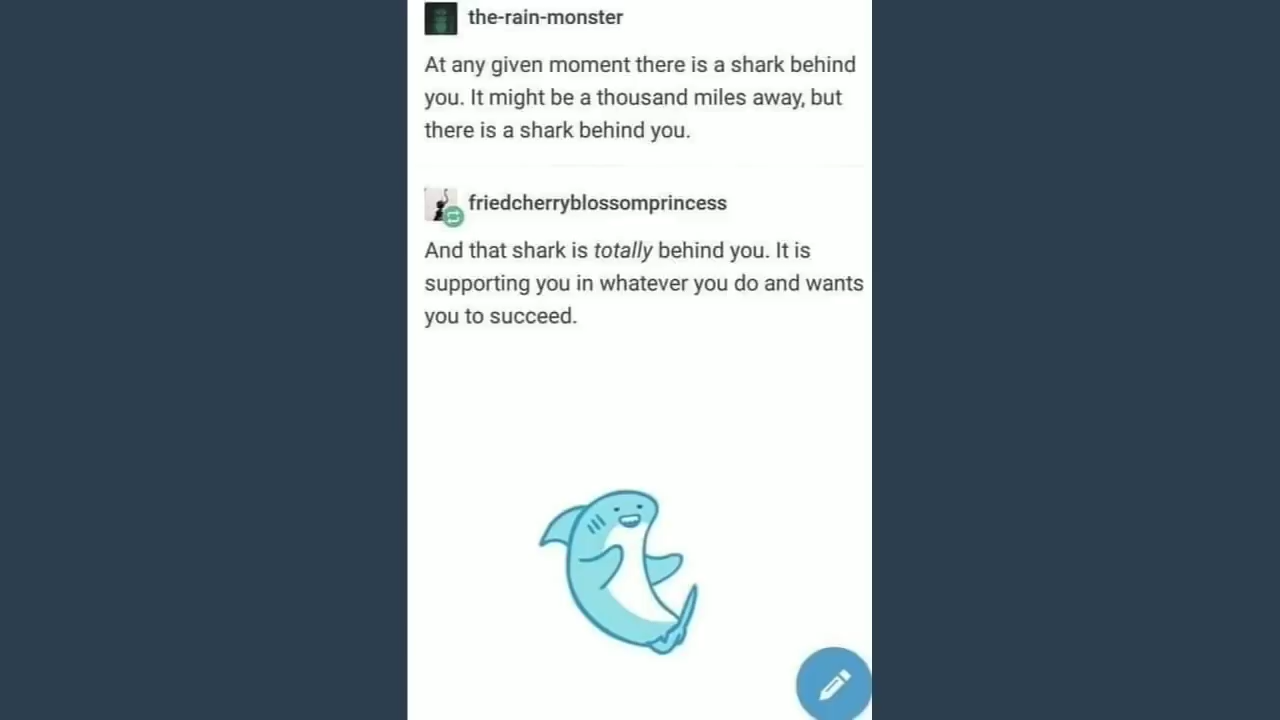 the-rain-monster
At any given moment there is a shark behind
you. It might be a thousand miles away, but
there is a shark behind you.
friedcherryblossomprincess
And that shark is totally behind you. It is
supporting you in whatever you do and wants
you to succeed.